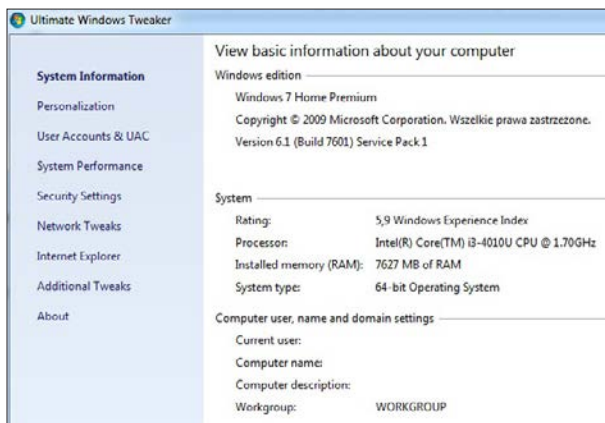 Ultimate Windows Tweaker
System Information
Personalization
User Accounts & UAC
System Performance
Security Settings
Network Tweaks
Internet Explorer
Additional Tweaks
About
View basic information about your computer
Windows edition
Windows 7 Home Premium
Copyright © 2009 Microsoft Corporation. Wszelkie prawa zastrzeżone.
Version 6.1 (Build 7601) Service Pack 1
System
Rating: 5,9 Windows Experience Index
Processor: Intel(R) Core(TM) i3-4010U CPU @ 1.70GHz
Installed memory (RAM): 7627 MB of RAM
System type: 64-bit Operating System
Computer user, name and domain settings
Current user:
Computer name:
Computer description:
Workgroup: WORKGROUP